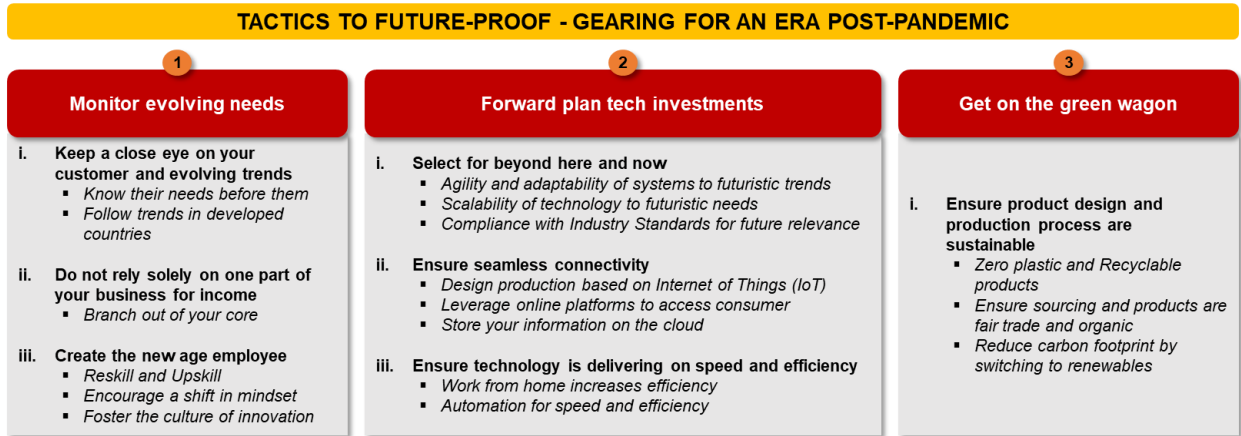 TACTICS TO FUTURE-PROOF - GEARING FOR AN ERA POST-PANDEMIC
1
Monitor evolving needs
i. Keep a close eye on your
customer and evolving trends
▪ Know their needs before them
▪ Follow trends in developed
countries
ii. Do not rely solely on one part of
your business for income
▪ Branch out of your core
iii. Create the new age employee
▪ Reskill and Upskill
▪ Encourage a shift in mindset
▪ Foster the culture of innovation
2
Forward plan tech investments
i. Select for beyond here and now
▪ Agility and adaptability of systems to futuristic trends
▪ Scalability of technology to futuristic needs
▪ Compliance with Industry Standards for future relevance
ii. Ensure seamless connectivity
▪ Design production based on Internet of Things (IoT)
▪ Leverage online platforms to access consumer
▪ Store your information on the cloud
iii. Ensure technology is delivering on speed and efficiency
▪ Work from home increases efficiency
▪ Automation for speed and efficiency
3
Get on the green wagon
i. Ensure product design and
production process are
sustainable
▪ Zero plastic and Recyclable
products
▪ Ensure sourcing and products are
fair trade and organic
▪ Reduce carbon footprint by
switching to renewables